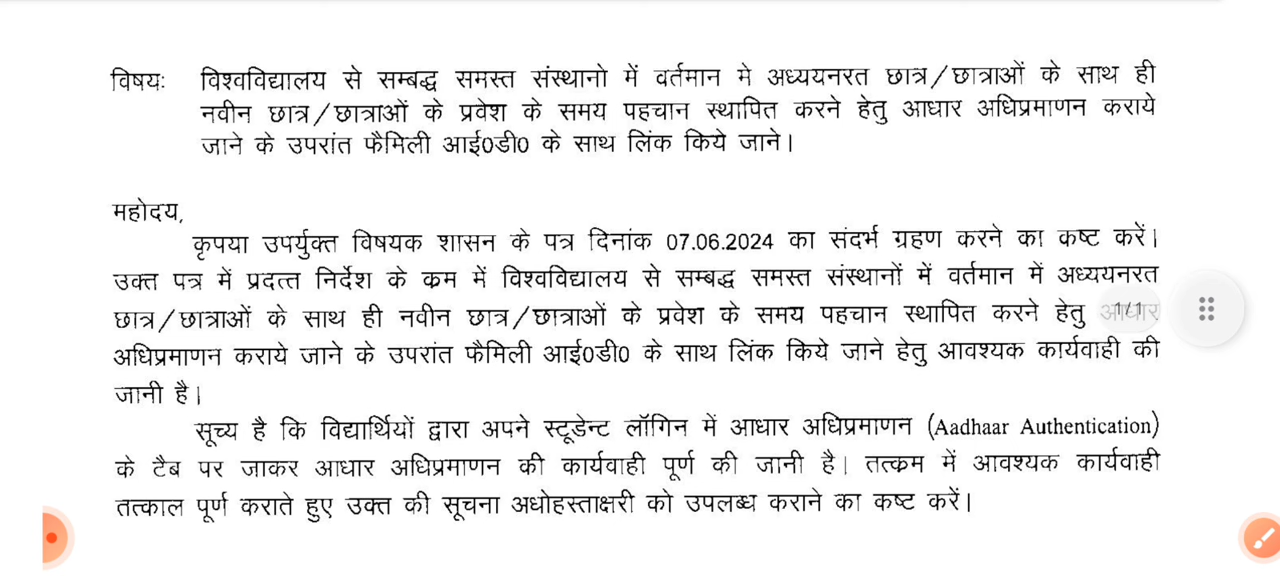 विषयः विश्वविद्यालय से सम्बद्ध समस्त संस्थानो में वर्तमान मे अध्ययनरत छात्र/छात्राओं के साथ ही
नवीन छात्र/छात्राओं के प्रवेश के समय पहचान स्थापित करने हेतु आधार अधिप्रमाणन कराये
जाने के उपरांत फैमिली आई0डी0 के साथ लिंक किये जाने।
महोदय,
कृपया उपर्युक्त विषयक शासन के पत्र दिनांक 07.06.2024 का संदर्भ ग्रहण करने का कष्ट करें।
उक्त पत्र में प्रदत्त निर्देश के कम में विश्वविद्यालय से सम्बद्ध समस्त संस्थानों में वर्तमान में अध्ययनरत
छात्र/छात्राओं के साथ ही नवीन छात्र/छात्राओं के प्रवेश के समय पहचान स्थापित करने हेतु आधार
1/1
अधिप्रमाणन कराये जाने के उपरांत फैमिली आई0डी0 के साथ लिंक किये जाने हेतु आवश्यक कार्यवाही की
जानी है।
सूच्य है कि विद्यार्थियों द्वारा अपने स्टूडेन्ट लॉगिन में आधार अधिप्रमाणन (Aadhaar Authentication)
के टैब पर जाकर आधार अधिप्रमाणन की कार्यवाही पूर्ण की जानी है। तत्कम में आवश्यक कार्यवाही
तत्काल पूर्ण कराते हुए उक्त की सूचना अधोहस्ताक्षरी को उपलब्ध कराने का कष्ट करें।